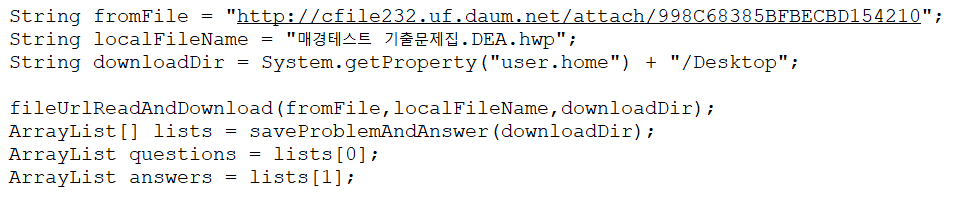 String fromFile = "http://cfile232.uf.daum.net/attach/998C68385BFBECBD154210";
String localFileName = "매경테스트 기출문제집.DEA.hwp";
String downloadDir = System.getProperty("user.home") + "/Desktop";
fileUrlReadAndDownload(fromFile,localFileName,downloadDir);
ArrayList[] lists = saveProblemAndAnswer(downloadDir);
ArrayList questions = lists[0];
ArrayList answers = lists[1];